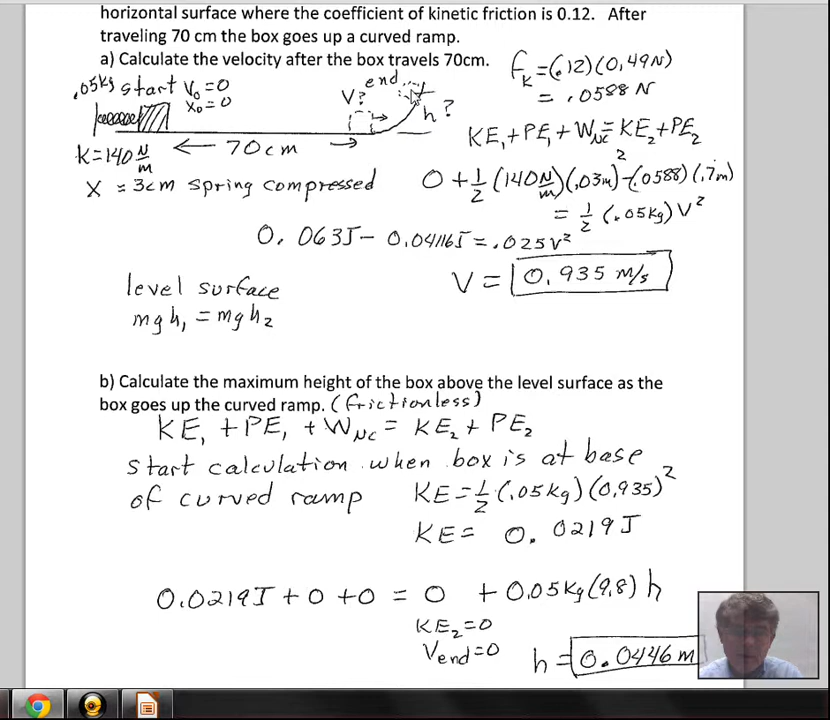 horizontal surface where the coefficient of kinetic friction is 0.12. After
traveling 70 cm the box goes up a curved ramp.
a) Calculate the velocity after the box travels 70cm.
fk = (.12)(0,49N)
= .0588 N
.05Kg start V₀ = 0
X₀ = 0
end
V?
h?
K = 140 N/m
← 70cm →
X = 3cm spring compressed
KE₁ + PE₁ + WNC = KE₂ + PE₂
0 + 1/2 (140 N/m)(.03m)² - (.0588)(.7m)
= 1/2 (.05Kg) V²
0.063J - 0.04116J = .025V²
V = 0.935 m/s
level surface
mgh₁ = mgh₂
b) Calculate the maximum height of the box above the level surface as the
box goes up the curved ramp. (frictionless)
KE₁ + PE₁ + WNC = KE₂ + PE₂
start calculation when box is at base
of curved ramp
KE = 1/2 (.05Kg)(0,935)²
KE = 0.0219J
0.0219J + 0 + 0 = 0 + 0.05Kg(9.8) h
KE₂ = 0
Vend = 0
h = 0.0446 m